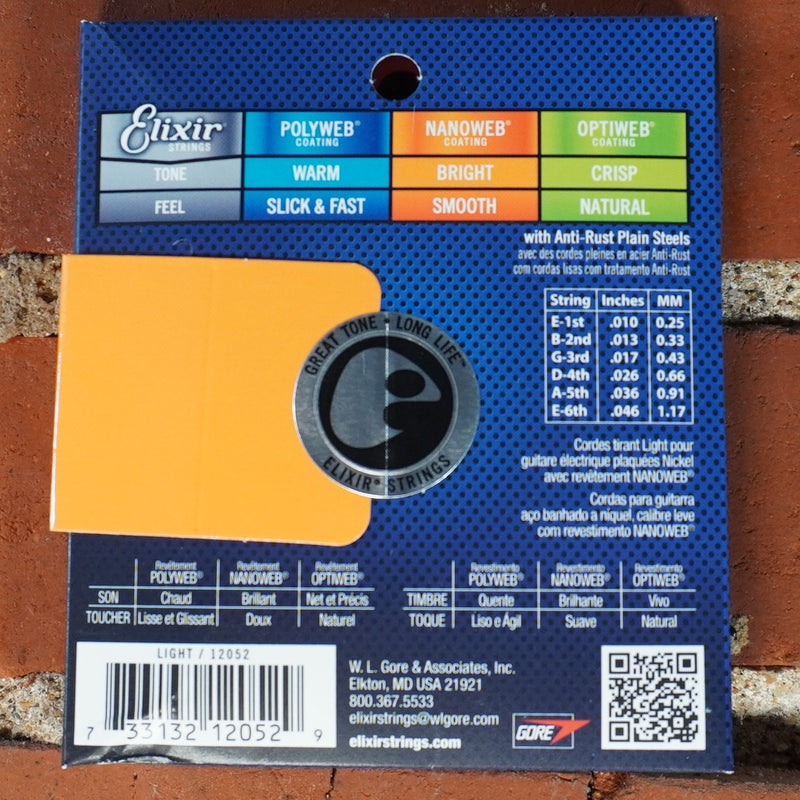 Elixir® POLYWEB® NANOWEB® OPTIWEB®
STRINGS COATING COATING COATING
TONE WARM BRIGHT CRISP
FEEL SLICK & FAST SMOOTH NATURAL
with Anti-Rust Plain Steels
avec des cordes pleines en acier Anti-Rust
com cordas lisas com tratamento Anti-Rust
String Inches MM
E-1st .010 0.25
B-2nd .013 0.33
G-3rd .017 0.43
D-4th .026 0.66
A-5th .036 0.91
E-6th .046 1.17
GREAT TONE • LONG LIFE™
ELIXIR® STRINGS
Cordes tirant Light pour
guitare électrique plaquées Nickel
avec revêtement NANOWEB®
Cordas para guitarra
aço banhado a níquel, calibre leve
com revestimento NANOWEB®
Revêtement Revêtement Revêtement
POLYWEB® NANOWEB® OPTIWEB®
SON Chaud Brillant Net et Précis
TOUCHER Lisse et Glissant Doux Naturel
Revestimento Revestimento Revestimento
POLYWEB® NANOWEB® OPTIWEB®
TIMBRE Quente Brilhante Vivo
TOQUE Liso e Ágil Suave Natural
LIGHT / 12052
7 33132 12052 9
W. L. Gore & Associates, Inc.
Elkton, MD USA 21921
800.367.5533
elixirstrings@wlgore.com
elixirstrings.com
GORE